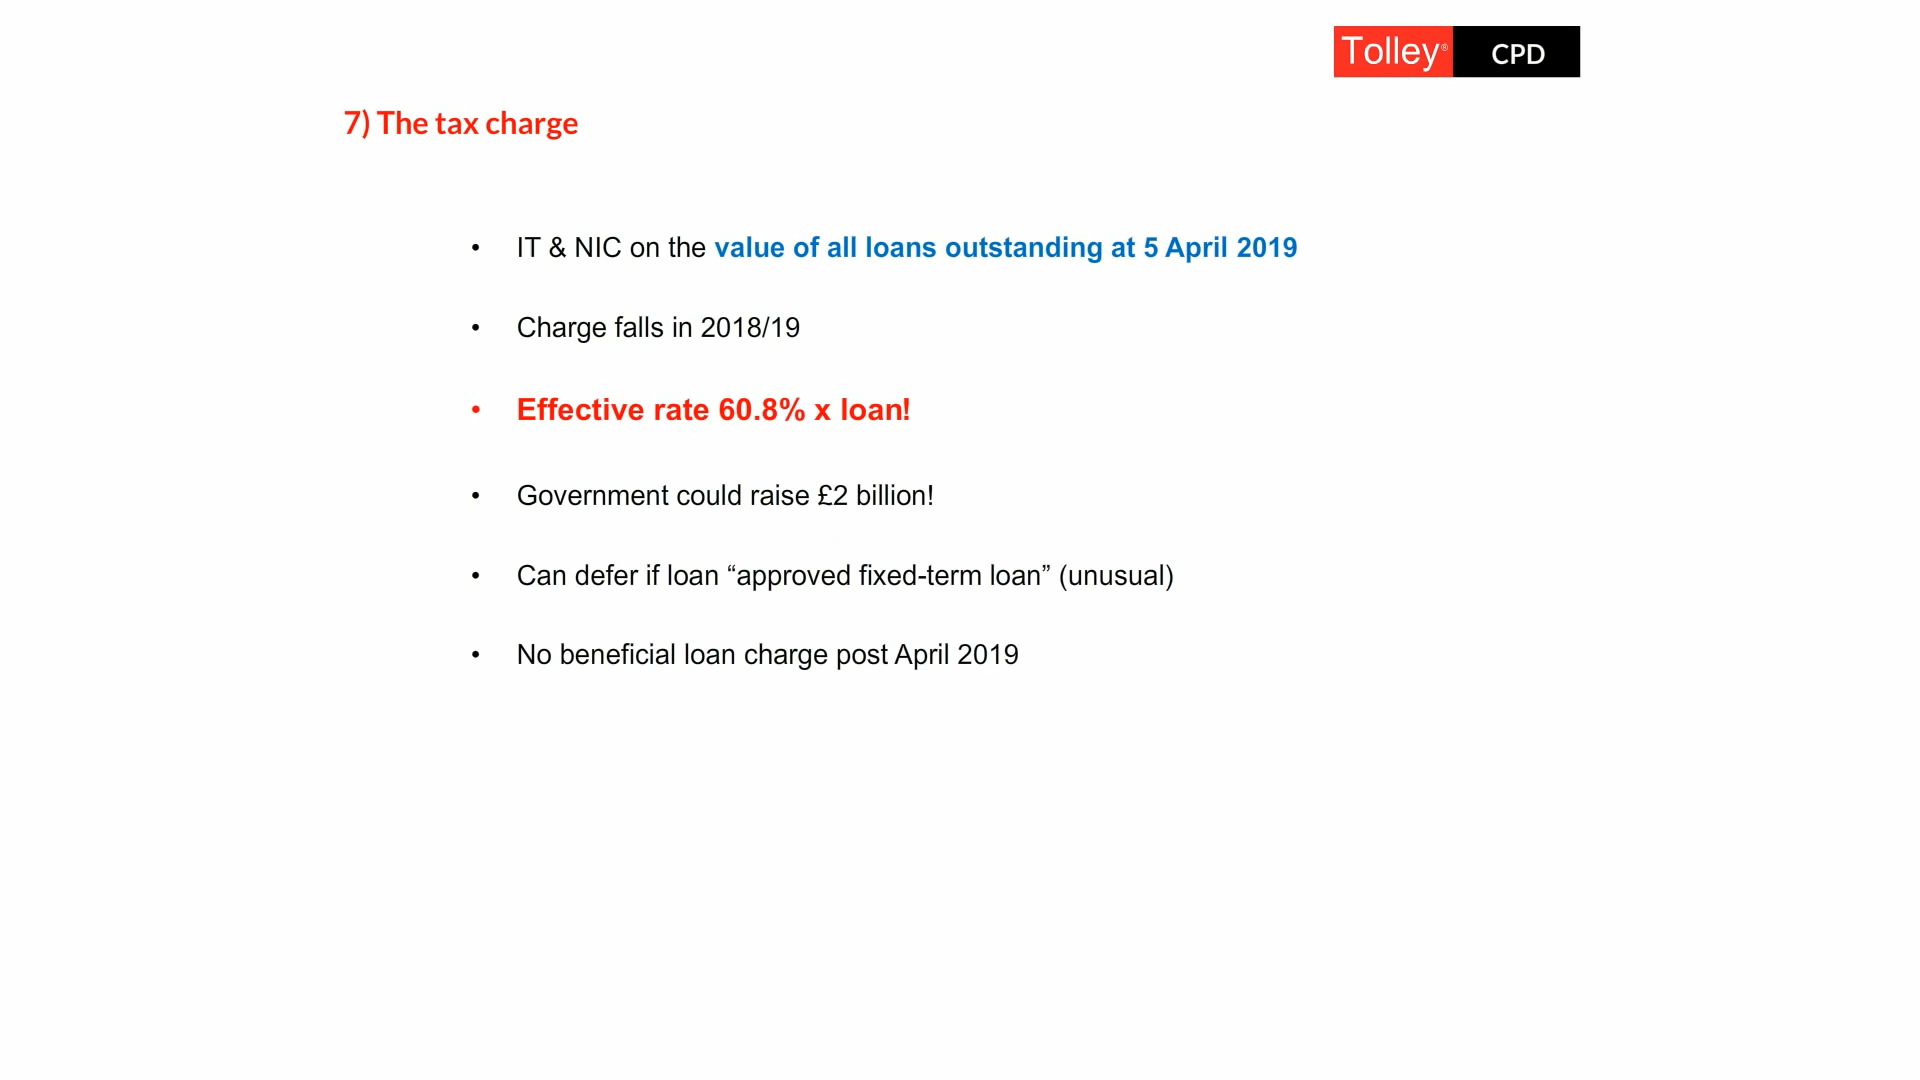 Tolley® CPD
7) The tax charge
• IT & NIC on the value of all loans outstanding at 5 April 2019
• Charge falls in 2018/19
• Effective rate 60.8% x loan!
• Government could raise £2 billion!
• Can defer if loan “approved fixed-term loan” (unusual)
• No beneficial loan charge post April 2019